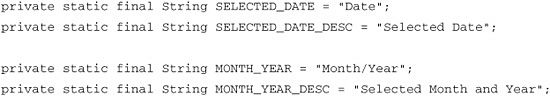 private static final String SELECTED_DATE = "Date";
private static final String SELECTED_DATE_DESC = "Selected Date";
private static final String MONTH_YEAR = "Month/Year";
private static final String MONTH_YEAR_DESC = "Selected Month and Year";